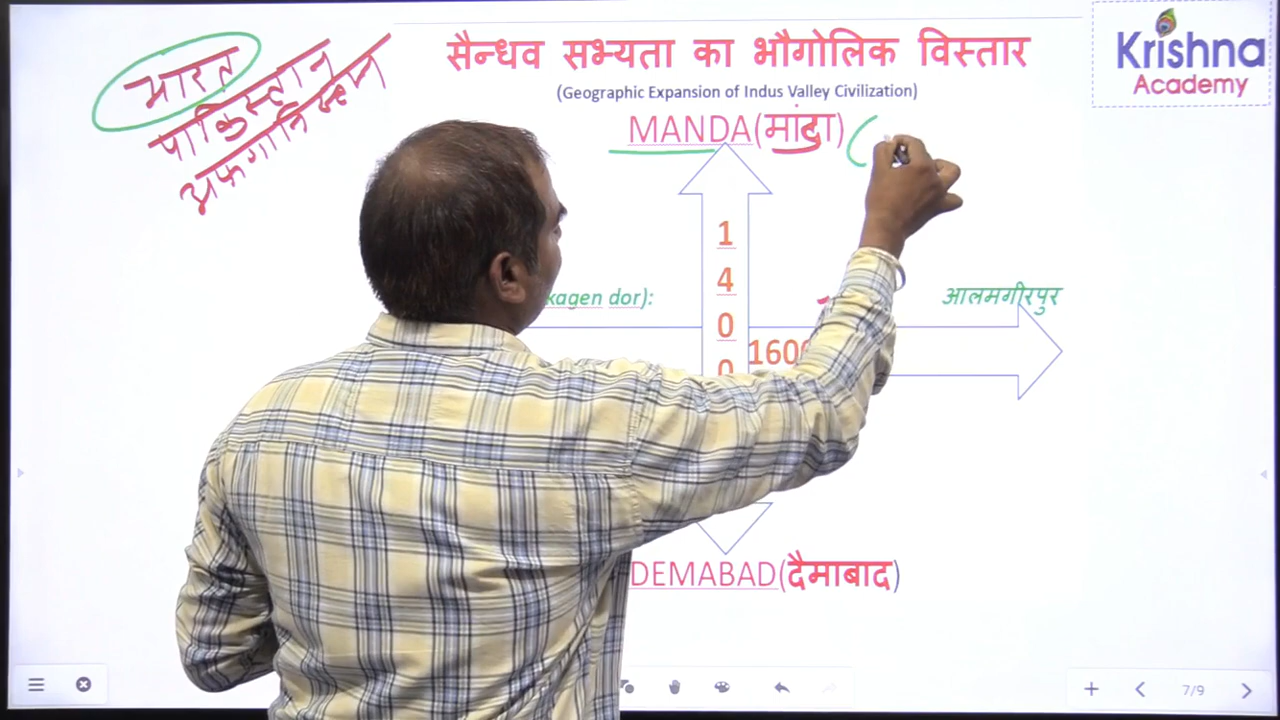 भारत
पाकिस्तान
अफगानिस्तान
सैन्धव सभ्यता का भौगोलिक विस्तार
(Geographic Expansion of Indus Valley Civilization)
Krishna
Academy
MANDA(मांडा) (
1
4
0
0
kagen dor):
आलमगीरपुर
160
DEMABAD(दैमाबाद)
7/9